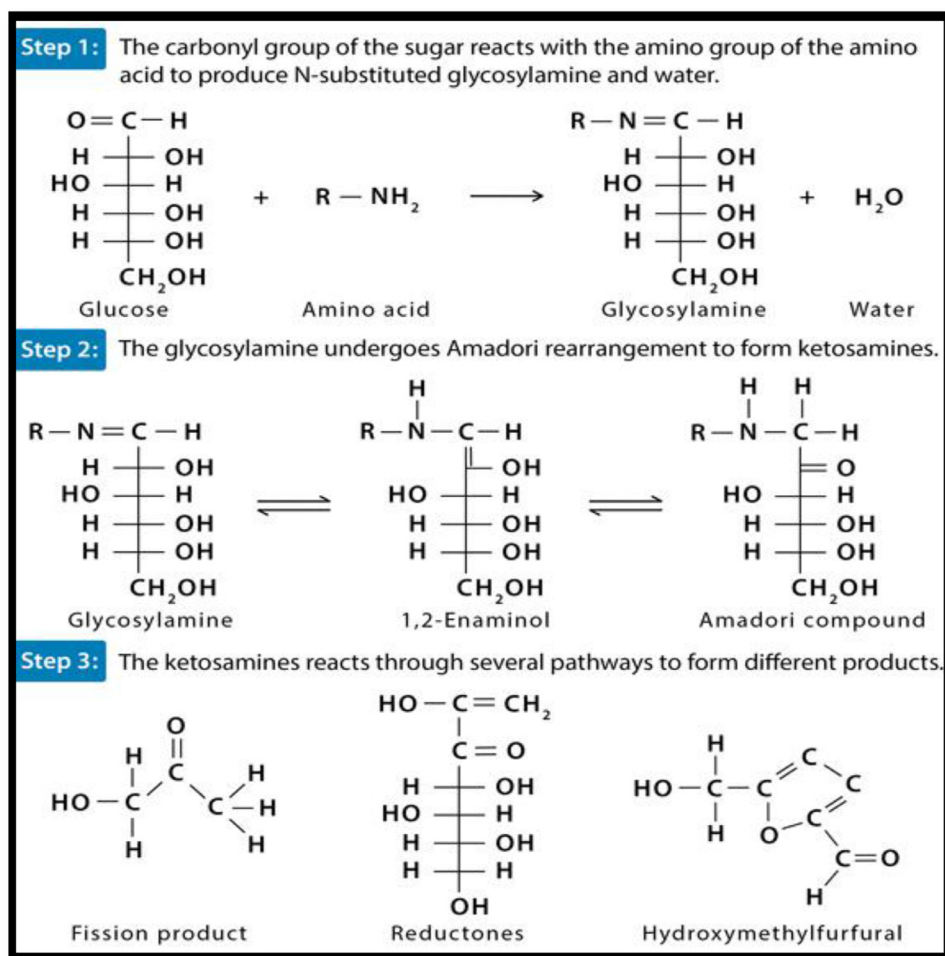 Step 1: The carbonyl group of the sugar reacts with the amino group of the amino
acid to produce N-substituted glycosylamine and water.
O=C—H R—N=C—H
H OH H OH
HO H + R—NH₂ HO H + H₂O
H OH H OH
H OH H OH
CH₂OH CH₂OH
Glucose Amino acid Glycosylamine Water
Step 2: The glycosylamine undergoes Amadori rearrangement to form ketosamines.
H H H
R—N=C—H R—N—C—H R—N—C—H
H OH OH O
HO H HO H HO H
H OH H OH H OH
H OH H OH H OH
CH₂OH CH₂OH CH₂OH
Glycosylamine 1,2-Enaminol Amadori compound
Step 3: The ketosamines reacts through several pathways to form different products.
O
H C H
HO—C C—H
H H
HO—C=CH₂
C=O
H OH
HO H
H OH
H H
OH
H
HO—C—C C C
H O C
C=O
H
Fission product Reductones Hydroxymethylfurfural